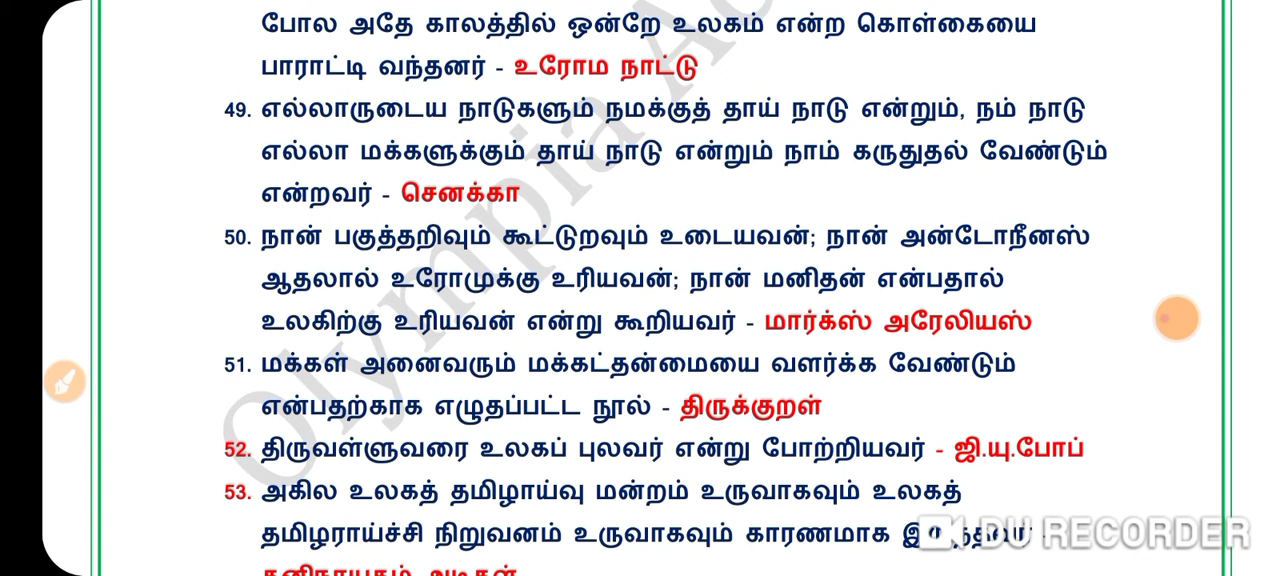 போல அதே காலத்தில் ஒன்றே உலகம் என்ற கொள்கையை
பாராட்டி வந்தனர் - உரோம நாட்டு
49. எல்லாருடைய நாடுகளும் நமக்குத் தாய் நாடு என்றும், நம் நாடு
எல்லா மக்களுக்கும் தாய் நாடு என்றும் நாம் கருதுதல் வேண்டும்
என்றவர் - செனக்கா
50. நான் பகுத்தறிவும் கூட்டுறவும் உடையவன்; நான் அன்டோநீனஸ்
ஆதலால் உரோமுக்கு உரியவன்; நான் மனிதன் என்பதால்
உலகிற்கு உரியவன் என்று கூறியவர் - மார்க்ஸ் அரேலியஸ்
51. மக்கள் அனைவரும் மக்கட்தன்மையை வளர்க்க வேண்டும்
என்பதற்காக எழுதப்பட்ட நூல் - திருக்குறள்
52. திருவள்ளுவரை உலகப் புலவர் என்று போற்றியவர் - ஜி.யு.போப்
53. அகில உலகத் தமிழாய்வு மன்றம் உருவாகவும் உலகத்
தமிழராய்ச்சி நிறுவனம் உருவாகவும் காரணமாக
DU RECORDER
Olympia